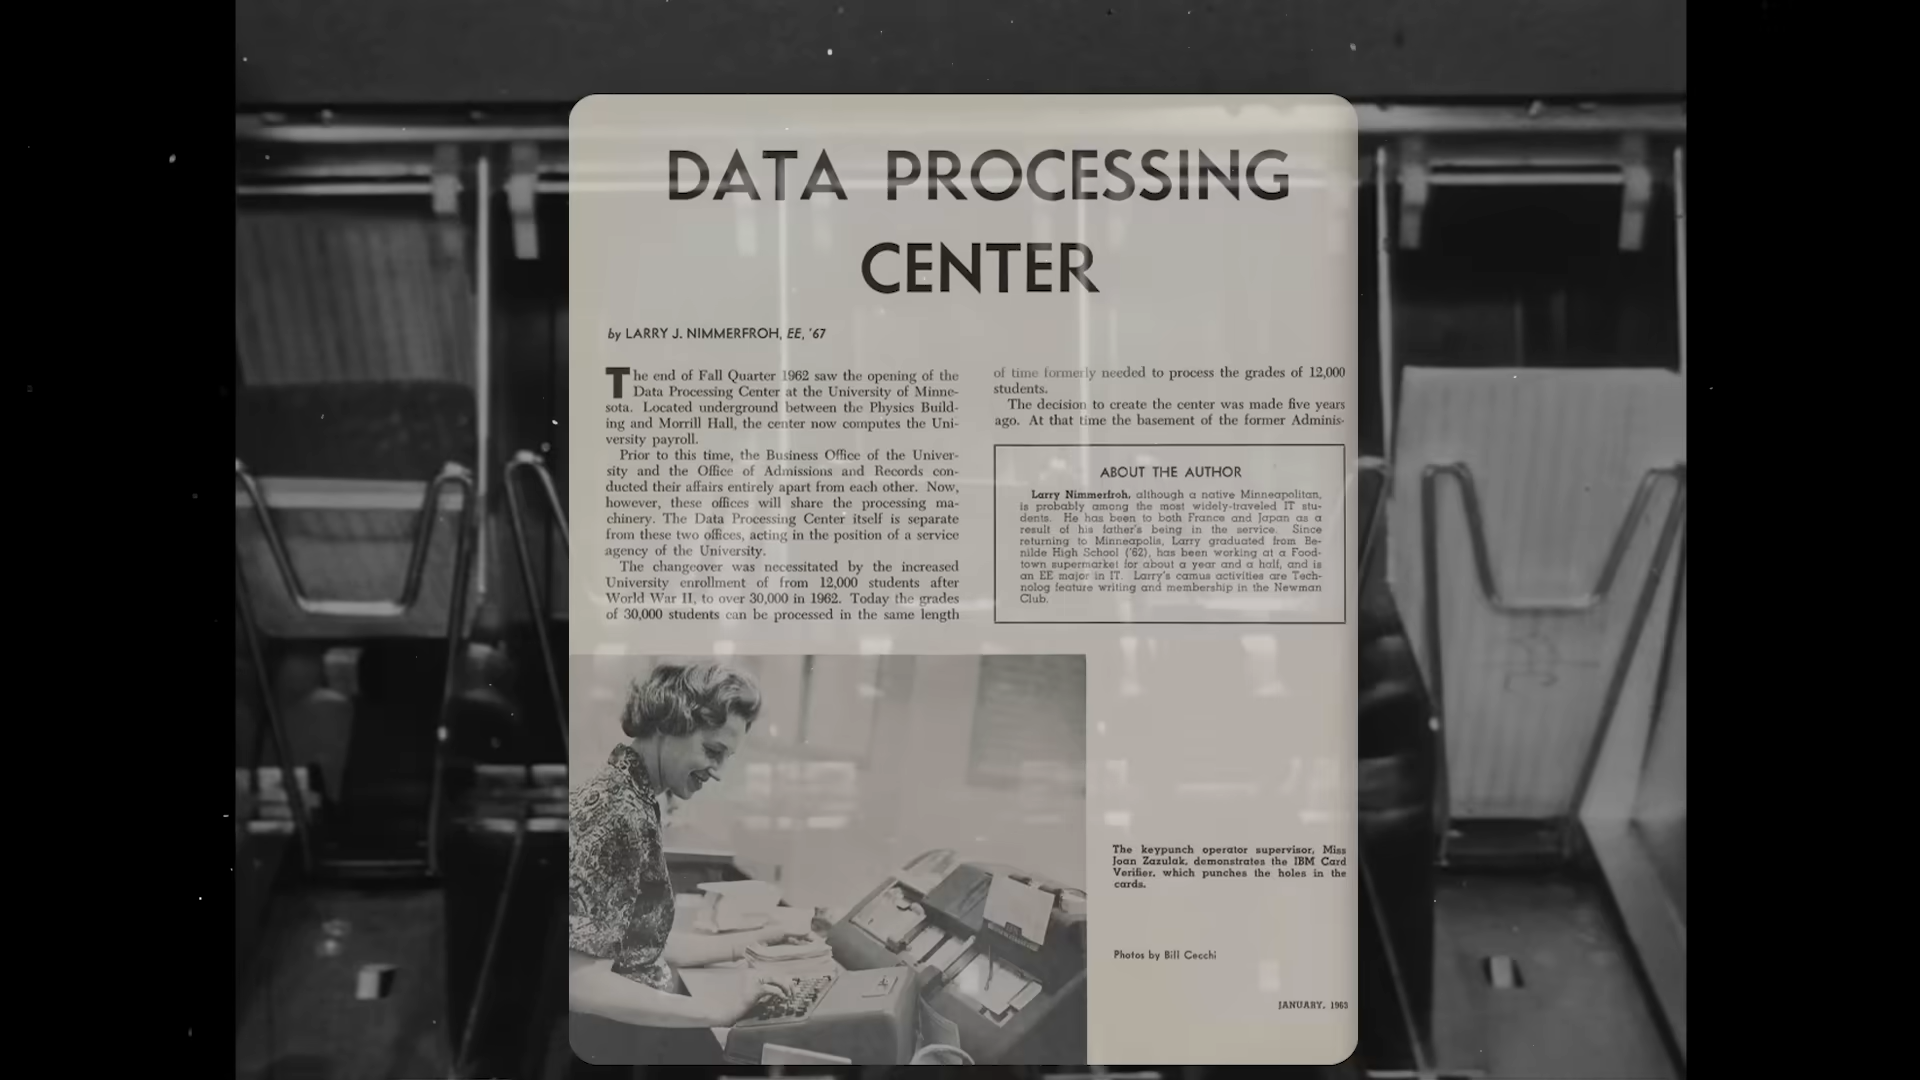 DATA PROCESSING
CENTER
by LARRY J. NIMMERFROH, EE, '67
The end of Fall Quarter 1962 saw the opening of the
Data Processing Center at the University of Minne-
sota. Located underground between the Physics Build-
ing and Morrill Hall, the center now computes the Uni-
versity payroll.
Prior to this time, the Business Office of the Univer-
sity and the Office of Admissions and Records con-
ducted their affairs entirely apart from each other. Now,
however, these offices will share the processing ma-
chinery. The Data Processing Center itself is separate
from these two offices, acting in the position of a service
agency of the University.
The changeover was necessitated by the increased
University enrollment of from 12,000 students after
World War II, to over 30,000 in 1962. Today the grades
of 30,000 students can be processed in the same length
of time formerly needed to process the grades of 12,000
students.
The decision to create the center was made five years
ago. At that time the basement of the former Adminis-
ABOUT THE AUTHOR
Larry Nimmerfroh, although a native Minneapolitan,
is probably among the most widely-traveled IT stu-
dents. He has been to both France and Japan as a
result of his father's being in the service. Since
returning to Minneapolis, Larry graduated from Be-
nilde High School ('62), has been working at a Food-
town supermarket for about a year and a half, and is
an EE major in IT. Larry's camus activities are Tech-
nolog feature writing and membership in the Newman
Club.
The keypunch operator supervisor, Miss
Joan Zazulak, demonstrates the IBM Card
Verifier, which punches the holes in the
cards.
Photos by Bill Cecchi
JANUARY, 1963